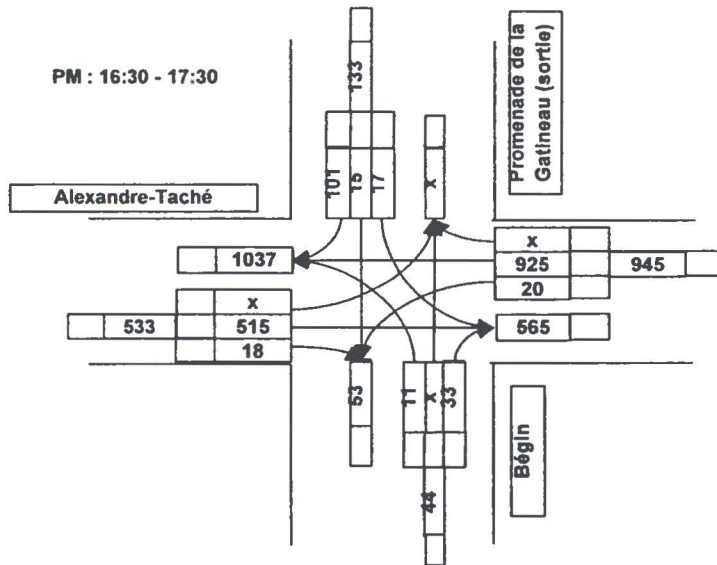 PM : 16:30 - 17:30
133
Promenade de la
Gatineau (sortie)
101 15 17
x
Alexandre-Taché
x
1037
925 945
20
x
533 515
565
18
53
11 x 33
Bégin
44